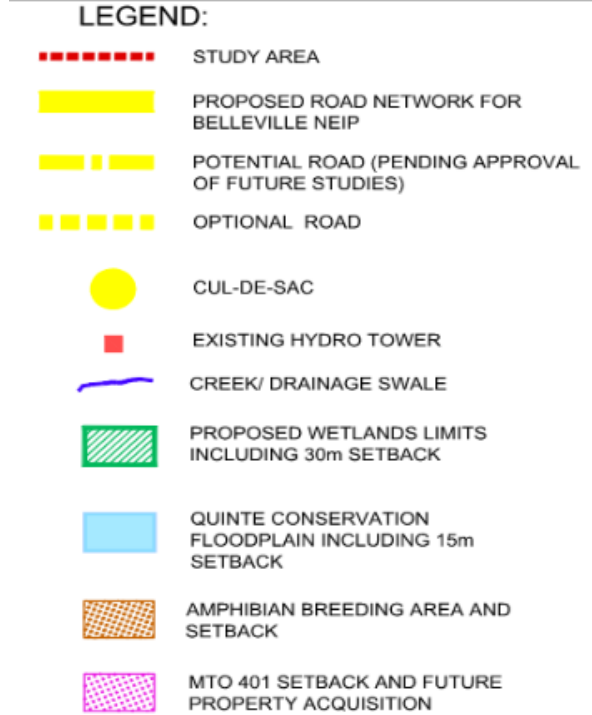 LEGEND:
STUDY AREA
PROPOSED ROAD NETWORK FOR
BELLEVILLE NEIP
POTENTIAL ROAD (PENDING APPROVAL
OF FUTURE STUDIES)
OPTIONAL ROAD
CUL-DE-SAC
EXISTING HYDRO TOWER
CREEK/ DRAINAGE SWALE
PROPOSED WETLANDS LIMITS
INCLUDING 30m SETBACK
QUINTE CONSERVATION
FLOODPLAIN INCLUDING 15m
SETBACK
AMPHIBIAN BREEDING AREA AND
SETBACK
MTO 401 SETBACK AND FUTURE
PROPERTY ACQUISITION